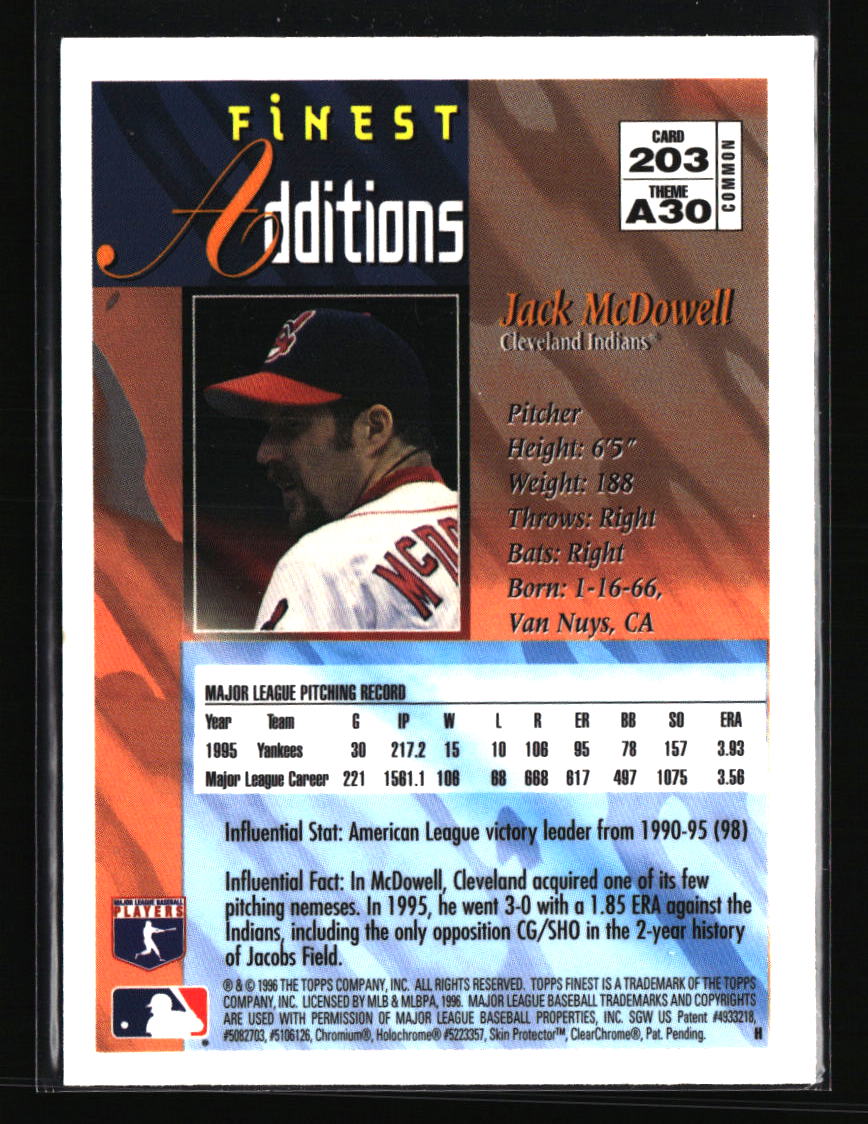 FiNEST
Additions
CARD
203
THEME
A30
COMMON
Jack McDowell
Cleveland Indians®
Pitcher
Height: 6'5"
Weight: 188
Throws: Right
Bats: Right
Born: 1-16-66,
Van Nuys, CA
MCDO
MAJOR LEAGUE PITCHING RECORD
Year Team G IP W L R ER BB SO ERA
1995 Yankees 30 217.2 15 10 106 95 78 157 3.93
Major League Career 221 1561.1 106 68 668 617 497 1075 3.56
Influential Stat: American League victory leader from 1990-95 (98)
Influential Fact: In McDowell, Cleveland acquired one of its few
pitching nemeses. In 1995, he went 3-0 with a 1.85 ERA against the
Indians, including the only opposition CG/SHO in the 2-year history
of Jacobs Field.
MAJOR LEAGUE BASEBALL
PLAYERS
® & © 1996 THE TOPPS COMPANY, INC. ALL RIGHTS RESERVED. TOPPS FINEST IS A TRADEMARK OF THE TOPPS
COMPANY, INC. LICENSED BY MLB & MLBPA, 1996. MAJOR LEAGUE BASEBALL TRADEMARKS AND COPYRIGHTS
ARE USED WITH PERMISSION OF MAJOR LEAGUE BASEBALL PROPERTIES, INC. SGW US Patent #4933218,
#5082703, #5106126, Chromium®, Holochrome® #5223357, Skin Protector™, ClearChrome®, Pat. Pending. H